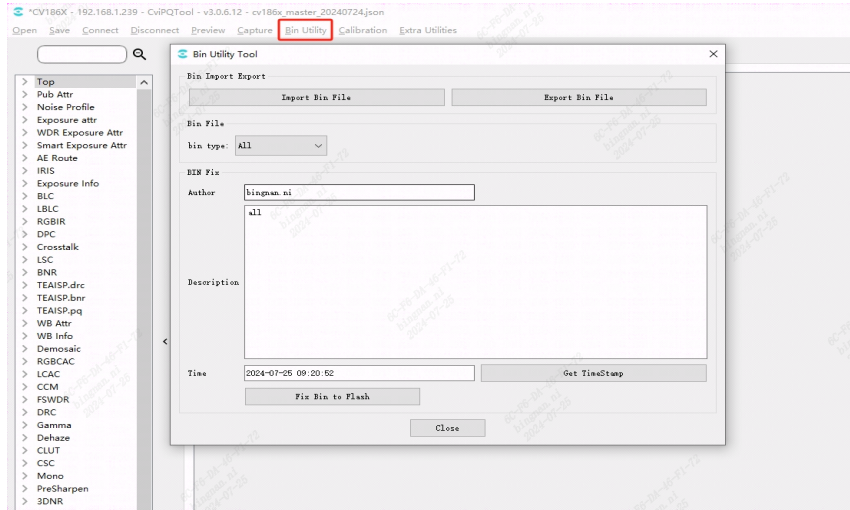 *CV186X - 192.168.1.239 - CviPQTool - v3.0.6.12 - cv186x_master_20240724.json
Open Save Connect Disconnect Preview Capture Bin Utility Calibration Extra Utilities
Bin Utility Tool
Bin Import Export
Import Bin File Export Bin File
Bin File
bin type: All
BIN Fix
Author bingnan.ni
all
Description
Time 2024-07-25 09:20:52 Get TimeStamp
Fix Bin to Flash
Close
Top
Pub Attr
Noise Profile
Exposure attr
WDR Exposure Attr
Smart Exposure Attr
AE Route
IRIS
Exposure Info
BLC
LBLC
RGBIR
DPC
Crosstalk
LSC
BNR
TEAISP.drc
TEAISP.bnr
TEAISP.pq
WB Attr
WB Info
Demosaic
RGBCAC
LCAC
CCM
FSWDR
DRC
Gamma
Dehaze
CLUT
CSC
Mono
PreSharpen
3DNR